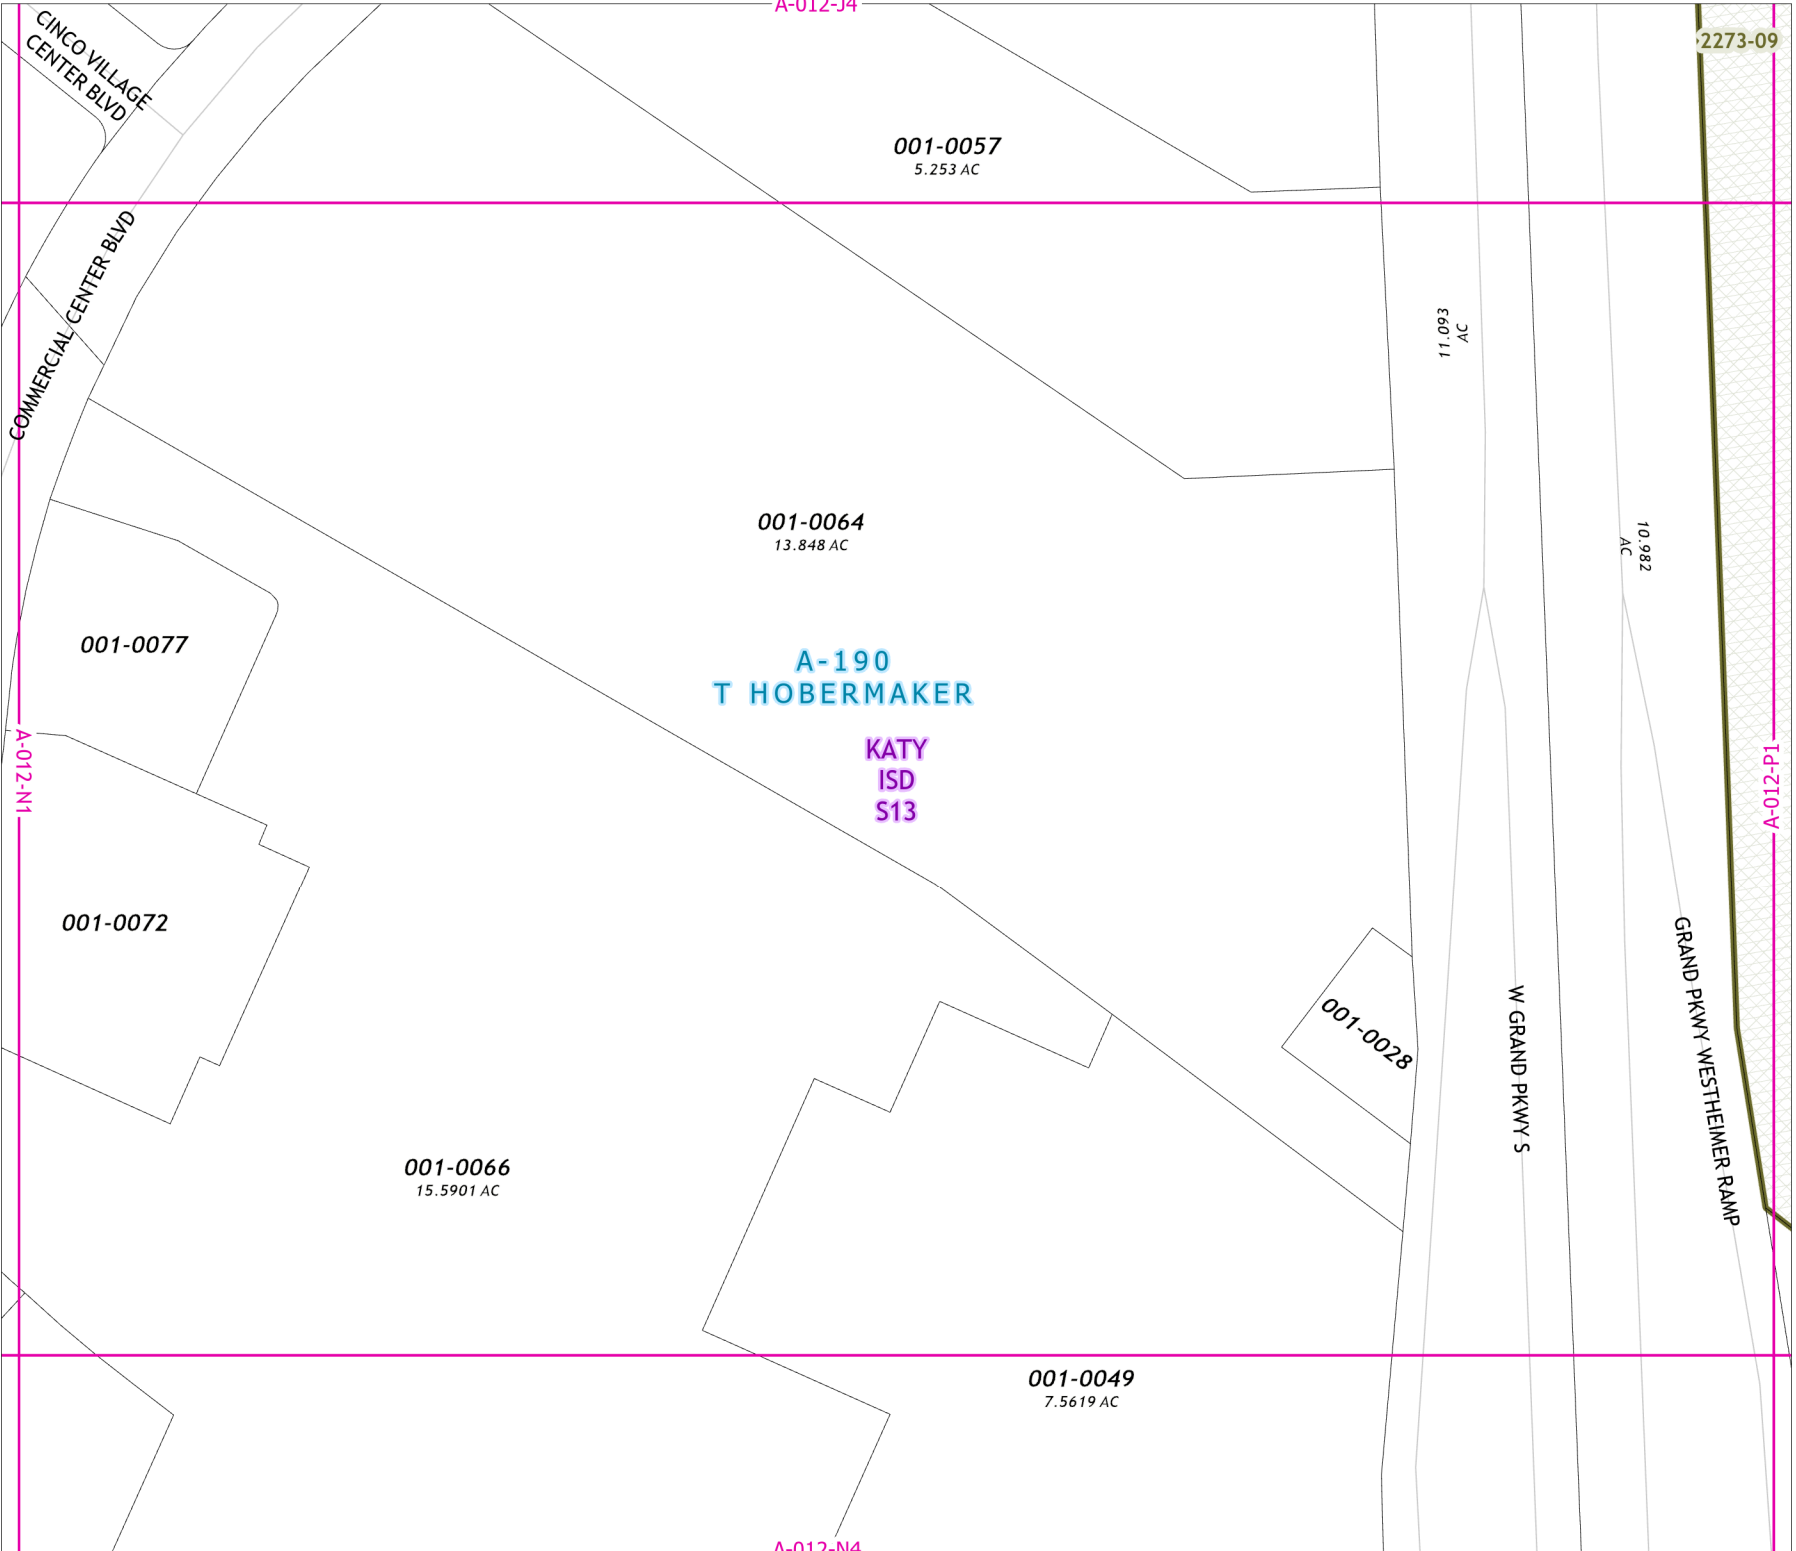 A-012-J4
CINCO VILLAGE
CENTER BLVD
2273-09
001-0057
5.253 AC
COMMERCIAL CENTER BLVD
11.093
AC
001-0064
13.848 AC
10.982
AC
001-0077
A-190
T HOBERMAKER
KATY
ISD
S13
A-012-N1
A-012-P1
001-0072
001-0028
W GRAND PKWY S
GRAND PKWY WESTHEIMER RAMP
001-0066
15.5901 AC
001-0049
7.5619 AC
A-012-N4